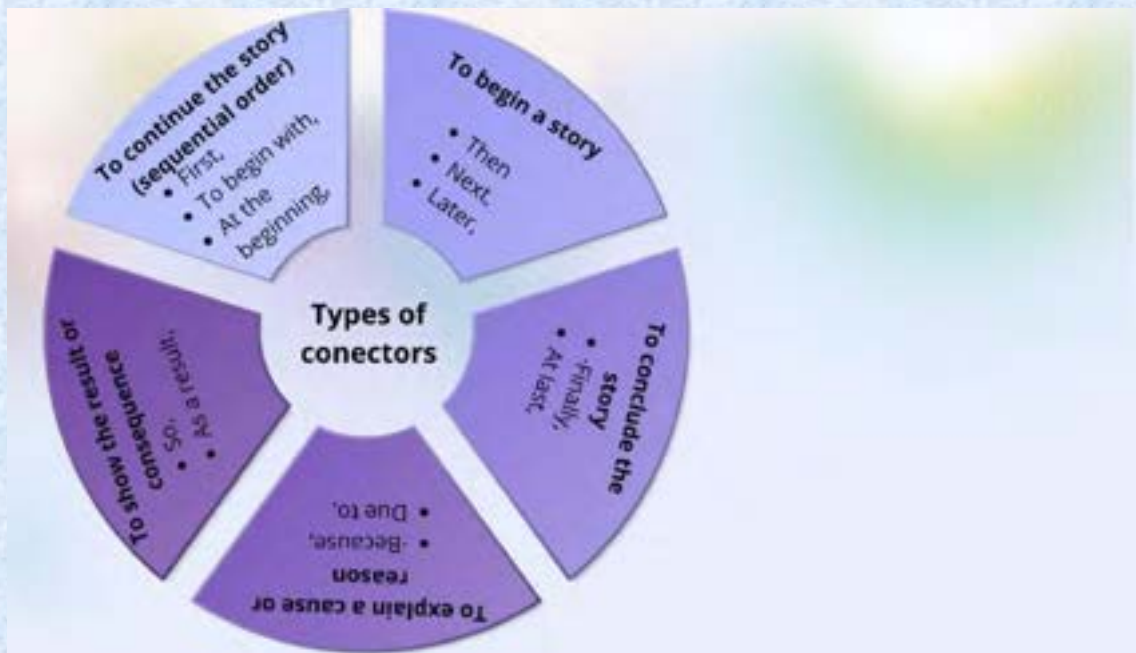 To continue the story
(sequential order)
• First,
• To begin with,
• At the
beginning,
To begin a story
• Then
• Next,
• Later,
To conclude the
story
• -Finally,
• At last,
To explain a cause or
reason
• -Because,
• Due to,
To show the result or
consequence
• So,
• As a result,
Types of
conectors